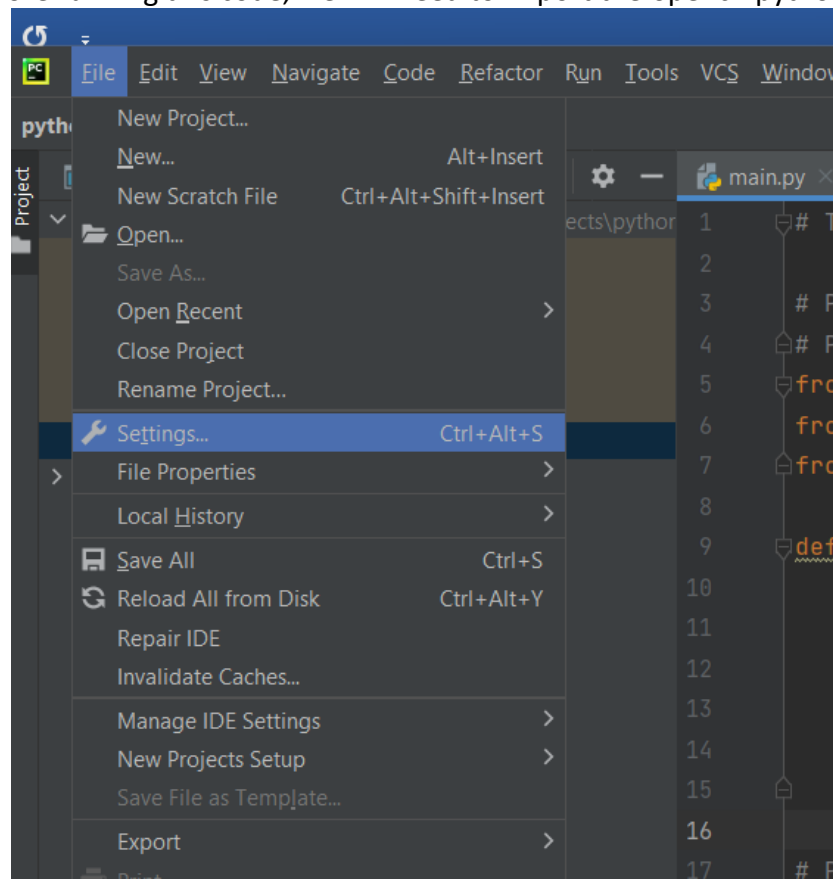 PC File Edit View Navigate Code Refactor Run Tools VCS
New Project...
New... Alt+Insert
New Scratch File Ctrl+Alt+Shift+Insert
Project
main.py
Open...
Save As...
Open Recent
Close Project
Rename Project...
Settings... Ctrl+Alt+S
File Properties
Local History
Save All Ctrl+S
Reload All from Disk Ctrl+Alt+Y
Repair IDE
Invalidate Caches...
Manage IDE Settings
New Projects Setup
Save File as Template...
Export
1 #
2
3 #
4 #
5
6
7
8
9 def
10
11
12
13
14
15
16
17 #